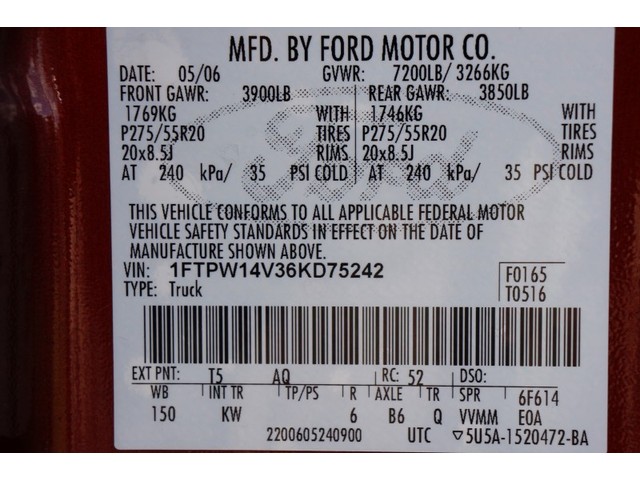 MFD. BY FORD MOTOR CO.
DATE: 05/06 GVWR: 7200LB/ 3266KG
FRONT GAWR: 3900LB REAR GAWR: 3850LB
1769KG WITH 1746KG WITH
P275/55R20 TIRES P275/55R20 TIRES
20x8.5J RIMS 20x8.5J RIMS
AT 240 kPa/ 35 PSI COLD AT 240 kPa/ 35 PSI COLD
Ford
THIS VEHICLE CONFORMS TO ALL APPLICABLE FEDERAL MOTOR
VEHICLE SAFETY STANDARDS IN EFFECT ON THE DATE OF
MANUFACTURE SHOWN ABOVE.
VIN: 1FTPW14V36KD75242 F0165
TYPE: Truck T0516
EXT PNT: T5 AQ RC: 52 DSO:
WB INT TR TP/PS R AXLE TR SPR 6F614
150 KW 6 B6 Q VVMM E0A
2200605240900 UTC ▽5U5A-1520472-BA